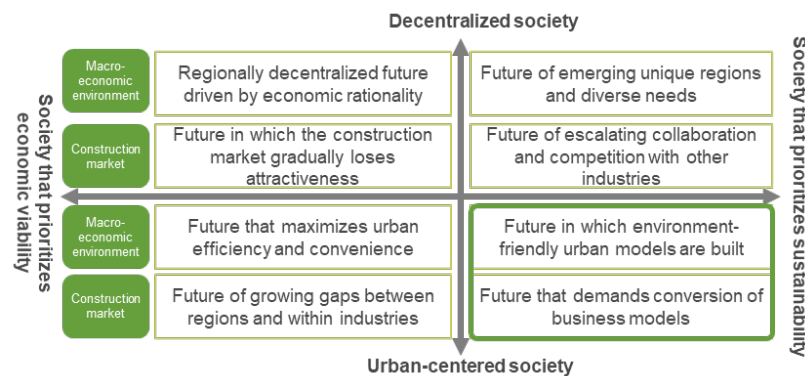 Decentralized society
Society that prioritizes
economic viability
Society that prioritizes sustainability
Macro-
economic
environment
Regionally decentralized future
driven by economic rationality
Future of emerging unique regions
and diverse needs
Construction
market
Future in which the construction
market gradually loses
attractiveness
Future of escalating collaboration
and competition with other
industries
Macro-
economic
environment
Future that maximizes urban
efficiency and convenience
Future in which environment-
friendly urban models are built
Construction
market
Future of growing gaps between
regions and within industries
Future that demands conversion of
business models
Urban-centered society